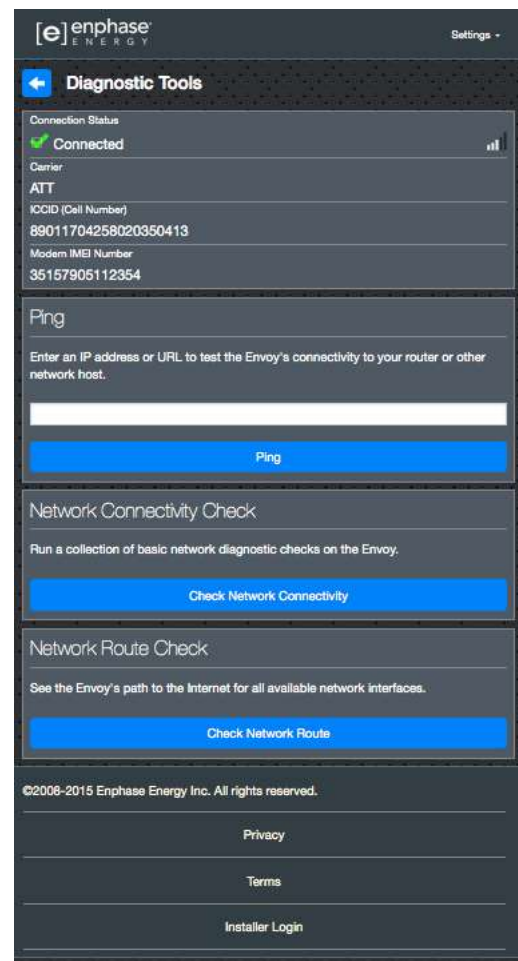 [e] enphase
ENERGY
Settings
Diagnostic Tools
Connection Status
Connected
Carrier
ATT
ICCID (Cell Number)
89011704258020350413
Modem IMEI Number
35157905112354
Ping
Enter an IP address or URL to test the Envoy's connectivity to your router or other
network host.
Ping
Network Connectivity Check
Run a collection of basic network diagnostic checks on the Envoy.
Check Network Connectivity
Network Route Check
See the Envoy's path to the Internet for all available network interfaces.
Check Network Route
©2008-2015 Enphase Energy Inc. All rights reserved.
Privacy
Terms
Installer Login